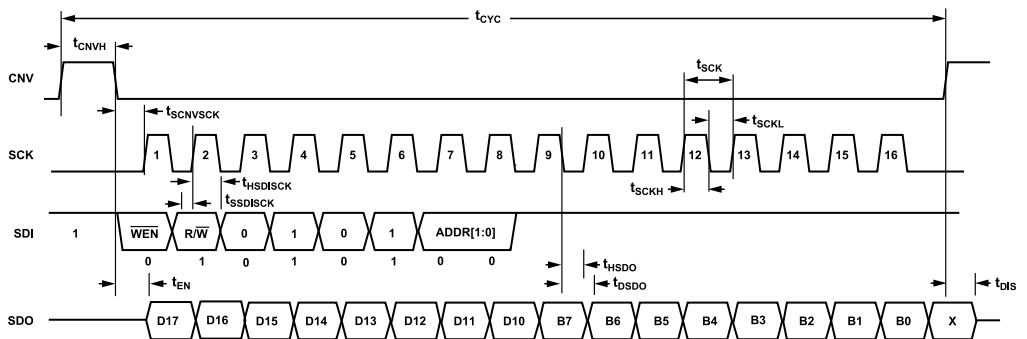 tCYC
tCNVH
CNV
tSCK
tSCNVSCK
tSCKL
SCK 1 2 3 4 5 6 7 8 9 10 11 12 13 14 15 16
tHSDISCK
tSCKH
tSSDISCK
SDI 1 WEN R/W 0 1 0 1 ADDR[1:0]
0 1 0 1 0 1 0 0
tHSDO
tEN
tDSDO
tDIS
SDO D17 D16 D15 D14 D13 D12 D11 D10 B7 B6 B5 B4 B3 B2 B1 B0 X